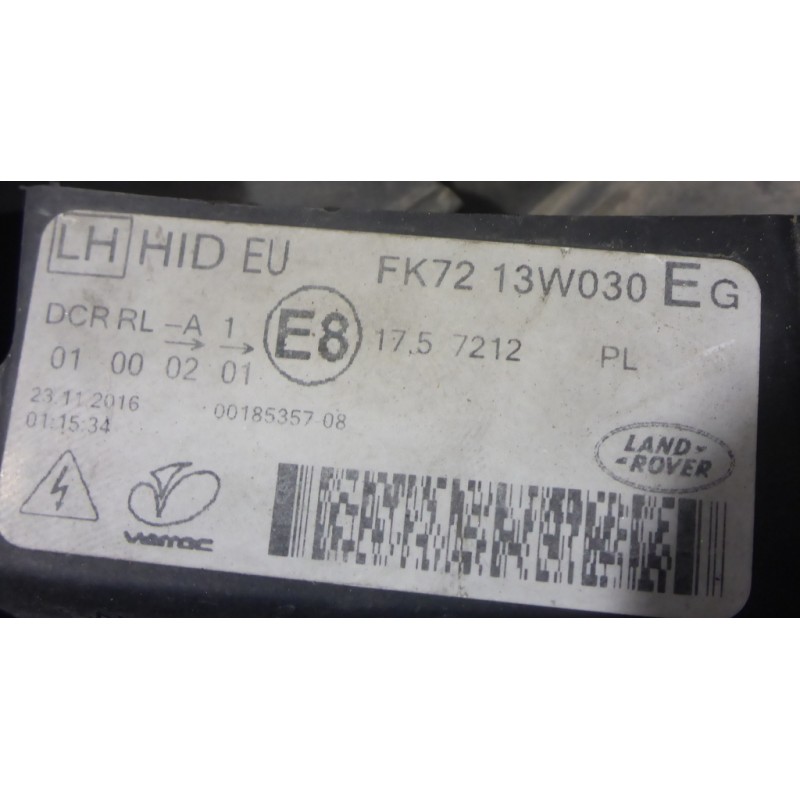 LH HID EU FK72 13W030 EG
DCR RL -A 1 E8 17.5 7212 PL
01 00 02 01
23.11.2016 00185357-08
01:15:34
LAND
ROVER